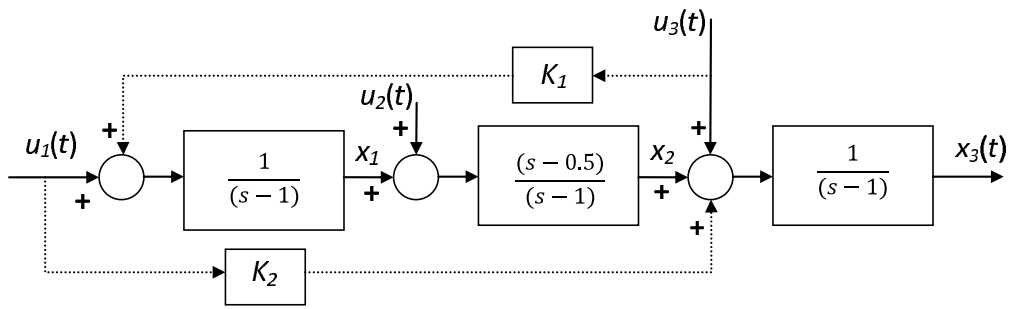 u₃(t)
K₁
u₂(t)
+
+
+
u₁(t)
x₁
x₂
x₃(t)
1
(s − 1)
(s − 0.5)
(s − 1)
1
(s − 1)
+
+
+
+
K₂